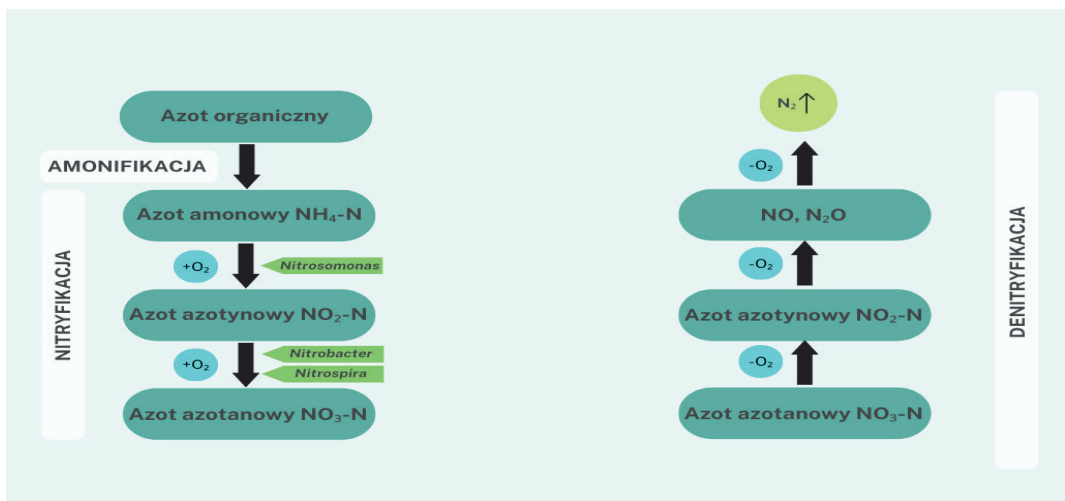 Azot organiczny
AMONIFIKACJA
NITRYFIKACJA
Azot amonowy NH₄-N
+O₂
Nitrosomonas
Azot azotynowy NO₂-N
+O₂
Nitrobacter
Nitrospira
Azot azotanowy NO₃-N
N₂↑
-O₂
NO, N₂O
-O₂
Azot azotynowy NO₂-N
-O₂
Azot azotanowy NO₃-N
DENITRYFIKACJA